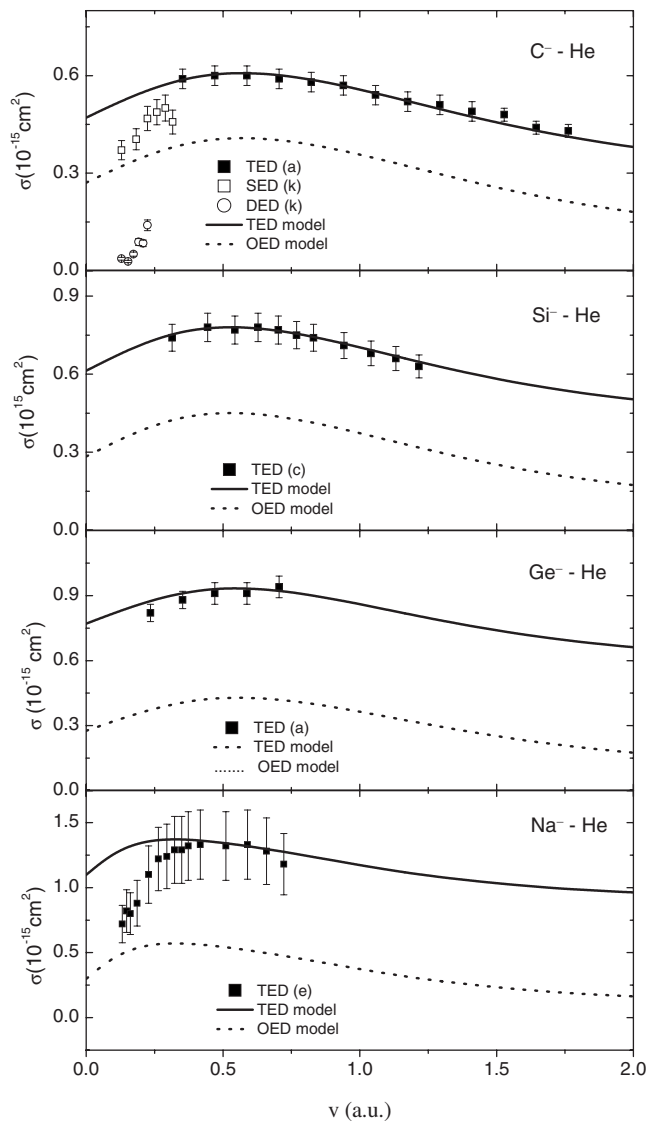 C⁻ - He
σ(10⁻¹⁵cm²)
0.6
0.3
0.0
TED (a)
SED (k)
DED (k)
TED model
OED model
Si⁻ - He
σ(10¹⁵cm²)
0.9
0.6
0.3
0.0
TED (c)
TED model
OED model
Ge⁻ - He
σ (10⁻¹⁵cm²)
0.9
0.6
0.3
0.0
TED (a)
TED model
OED model
Na⁻ - He
σ(10⁻¹⁵cm²)
1.5
1.0
0.5
0.0
TED (e)
TED model
OED model
0.0 0.5 1.0 1.5 2.0
v (a.u.)